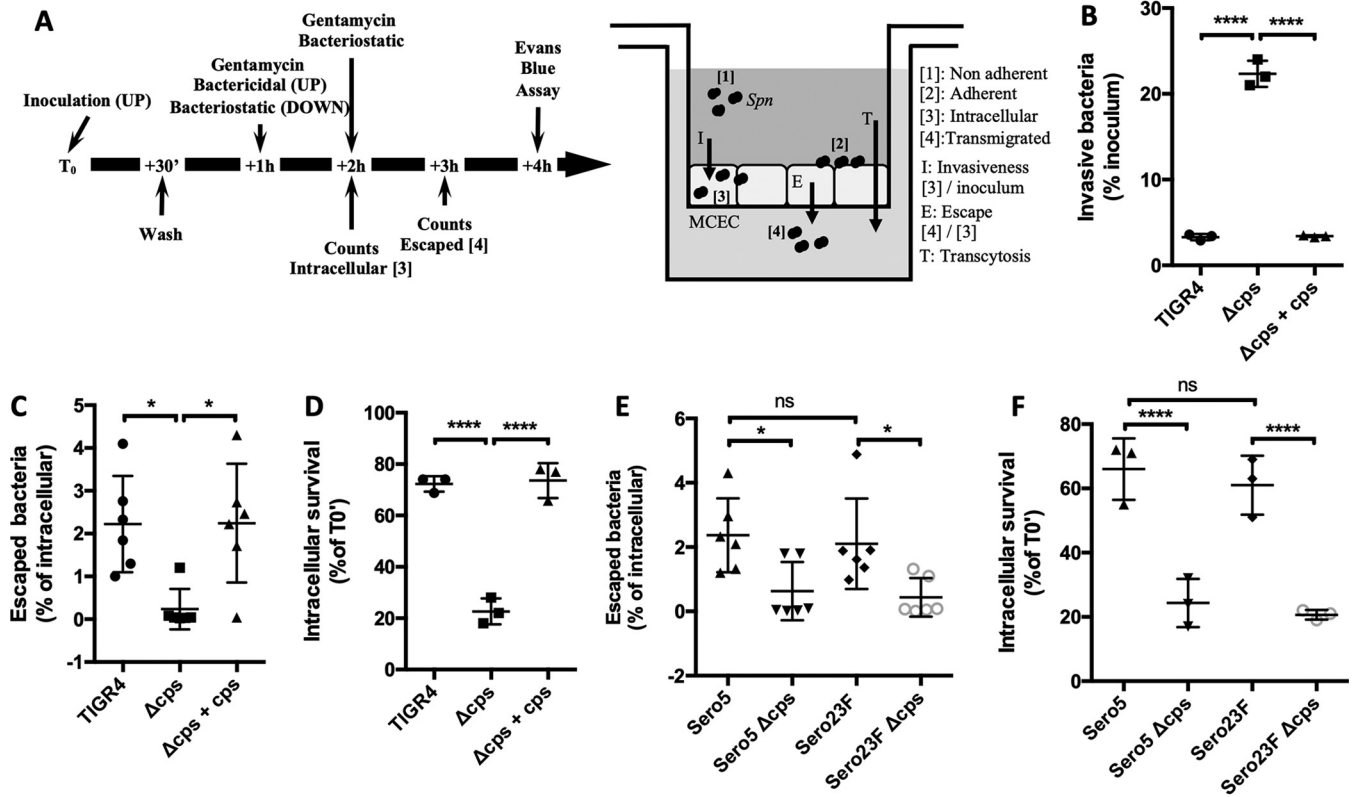 A
Inoculation (UP)
Gentamycin
Bactericidal (UP)
Bacteriostatic (DOWN)
Gentamycin
Bacteriostatic
Evans
Blue
Assay
T₀
+30’
+1h
+2h
+3h
+4h
Wash
Counts
Intracellular [3]
Counts
Escaped [4]
[1]
Spn
T
I
[2]
E
[3]
MCEC
[4]
[1]: Non adherent
[2]: Adherent
[3]: Intracellular
[4]:Transmigrated
I: Invasiveness
[3] / inoculum
E: Escape
[4] / [3]
T: Transcytosis
B
Invasive bacteria
(% inoculum)
30
20
10
0
****
****
TIGR4
Δcps
Δcps + cps
C
Escaped bacteria
(% of intracellular)
5
4
3
2
1
0
-1
*
*
TIGR4
Δcps
Δcps + cps
D
Intracellular survival
(%of T0')
100
80
60
40
20
0
****
****
TIGR4
Δcps
Δcps + cps
E
Escaped bacteria
(% of intracellular)
6
4
2
0
-2
ns
*
*
Sero5
Sero5 Δcps
Sero23F
Sero23F Δcps
F
Intracellular survival
(%of T0')
80
60
40
20
0
ns
****
****
Sero5
Sero5 Δcps
Sero23F
Sero23F Δcps